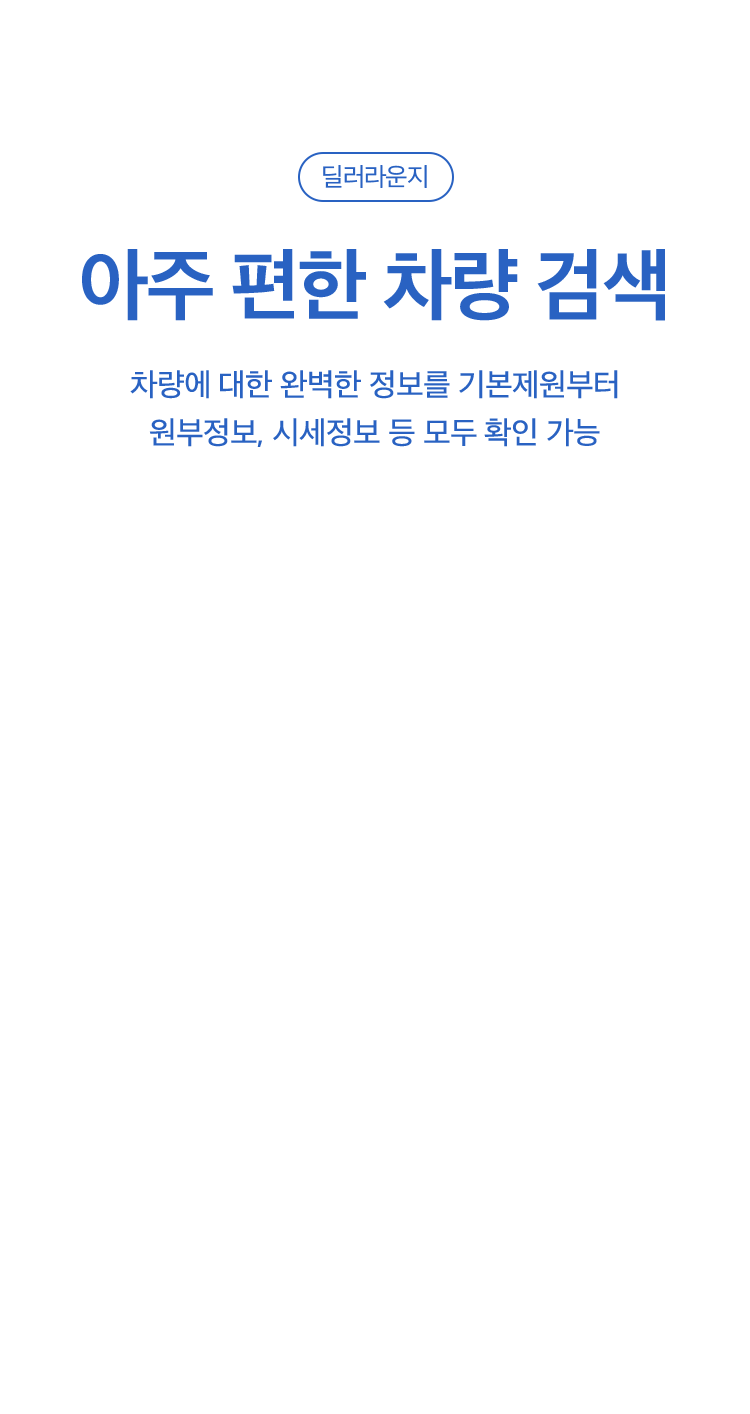 딜러라운지
아주 편한 차량 검색
차량에 대한 완벽한 정보를 기본제원부터
원부정보, 시세정보 등 모두 확인 가능